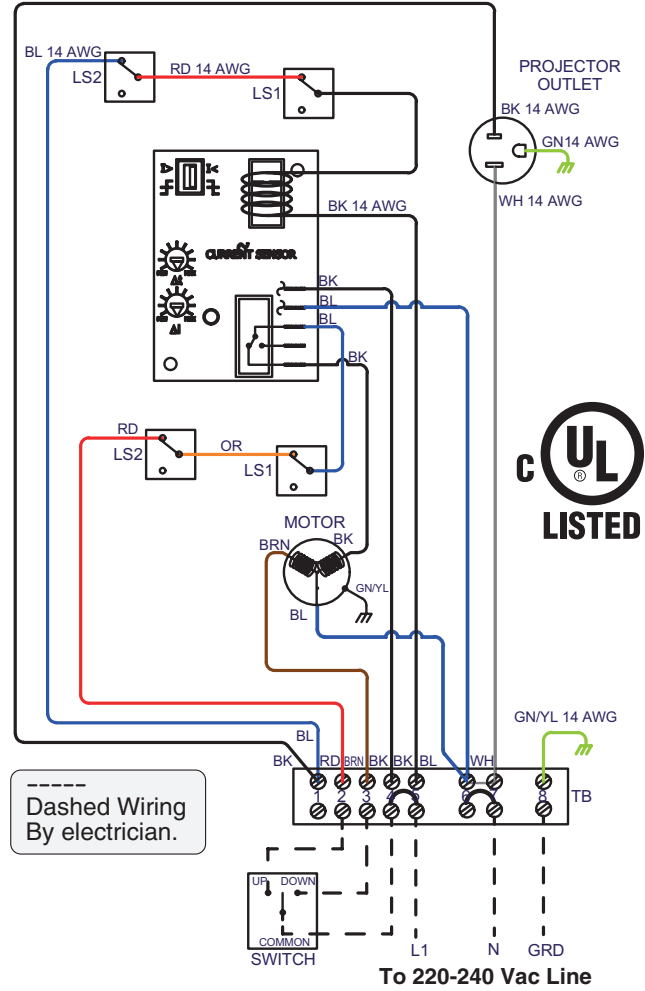 BL 14 AWG
RD 14 AWG
LS2
LS1
PROJECTOR
OUTLET
BK 14 AWG
GN14 AWG
WH 14 AWG
BK 14 AWG
CURRENT SENSOR
BK
BL
BL
BK
RD
LS2
OR
LS1
C UL ®
LISTED
MOTOR
BRN
BK
GN/YL
BL
GN/YL 14 AWG
BL
BK
RD
BRN
BK
BK
BL
WH
1 2 3 4 5 6 7 8
TB
-----
Dashed Wiring
By electrician.
UP DOWN
COMMON
SWITCH
L1
N
GRD
To 220-240 Vac Line